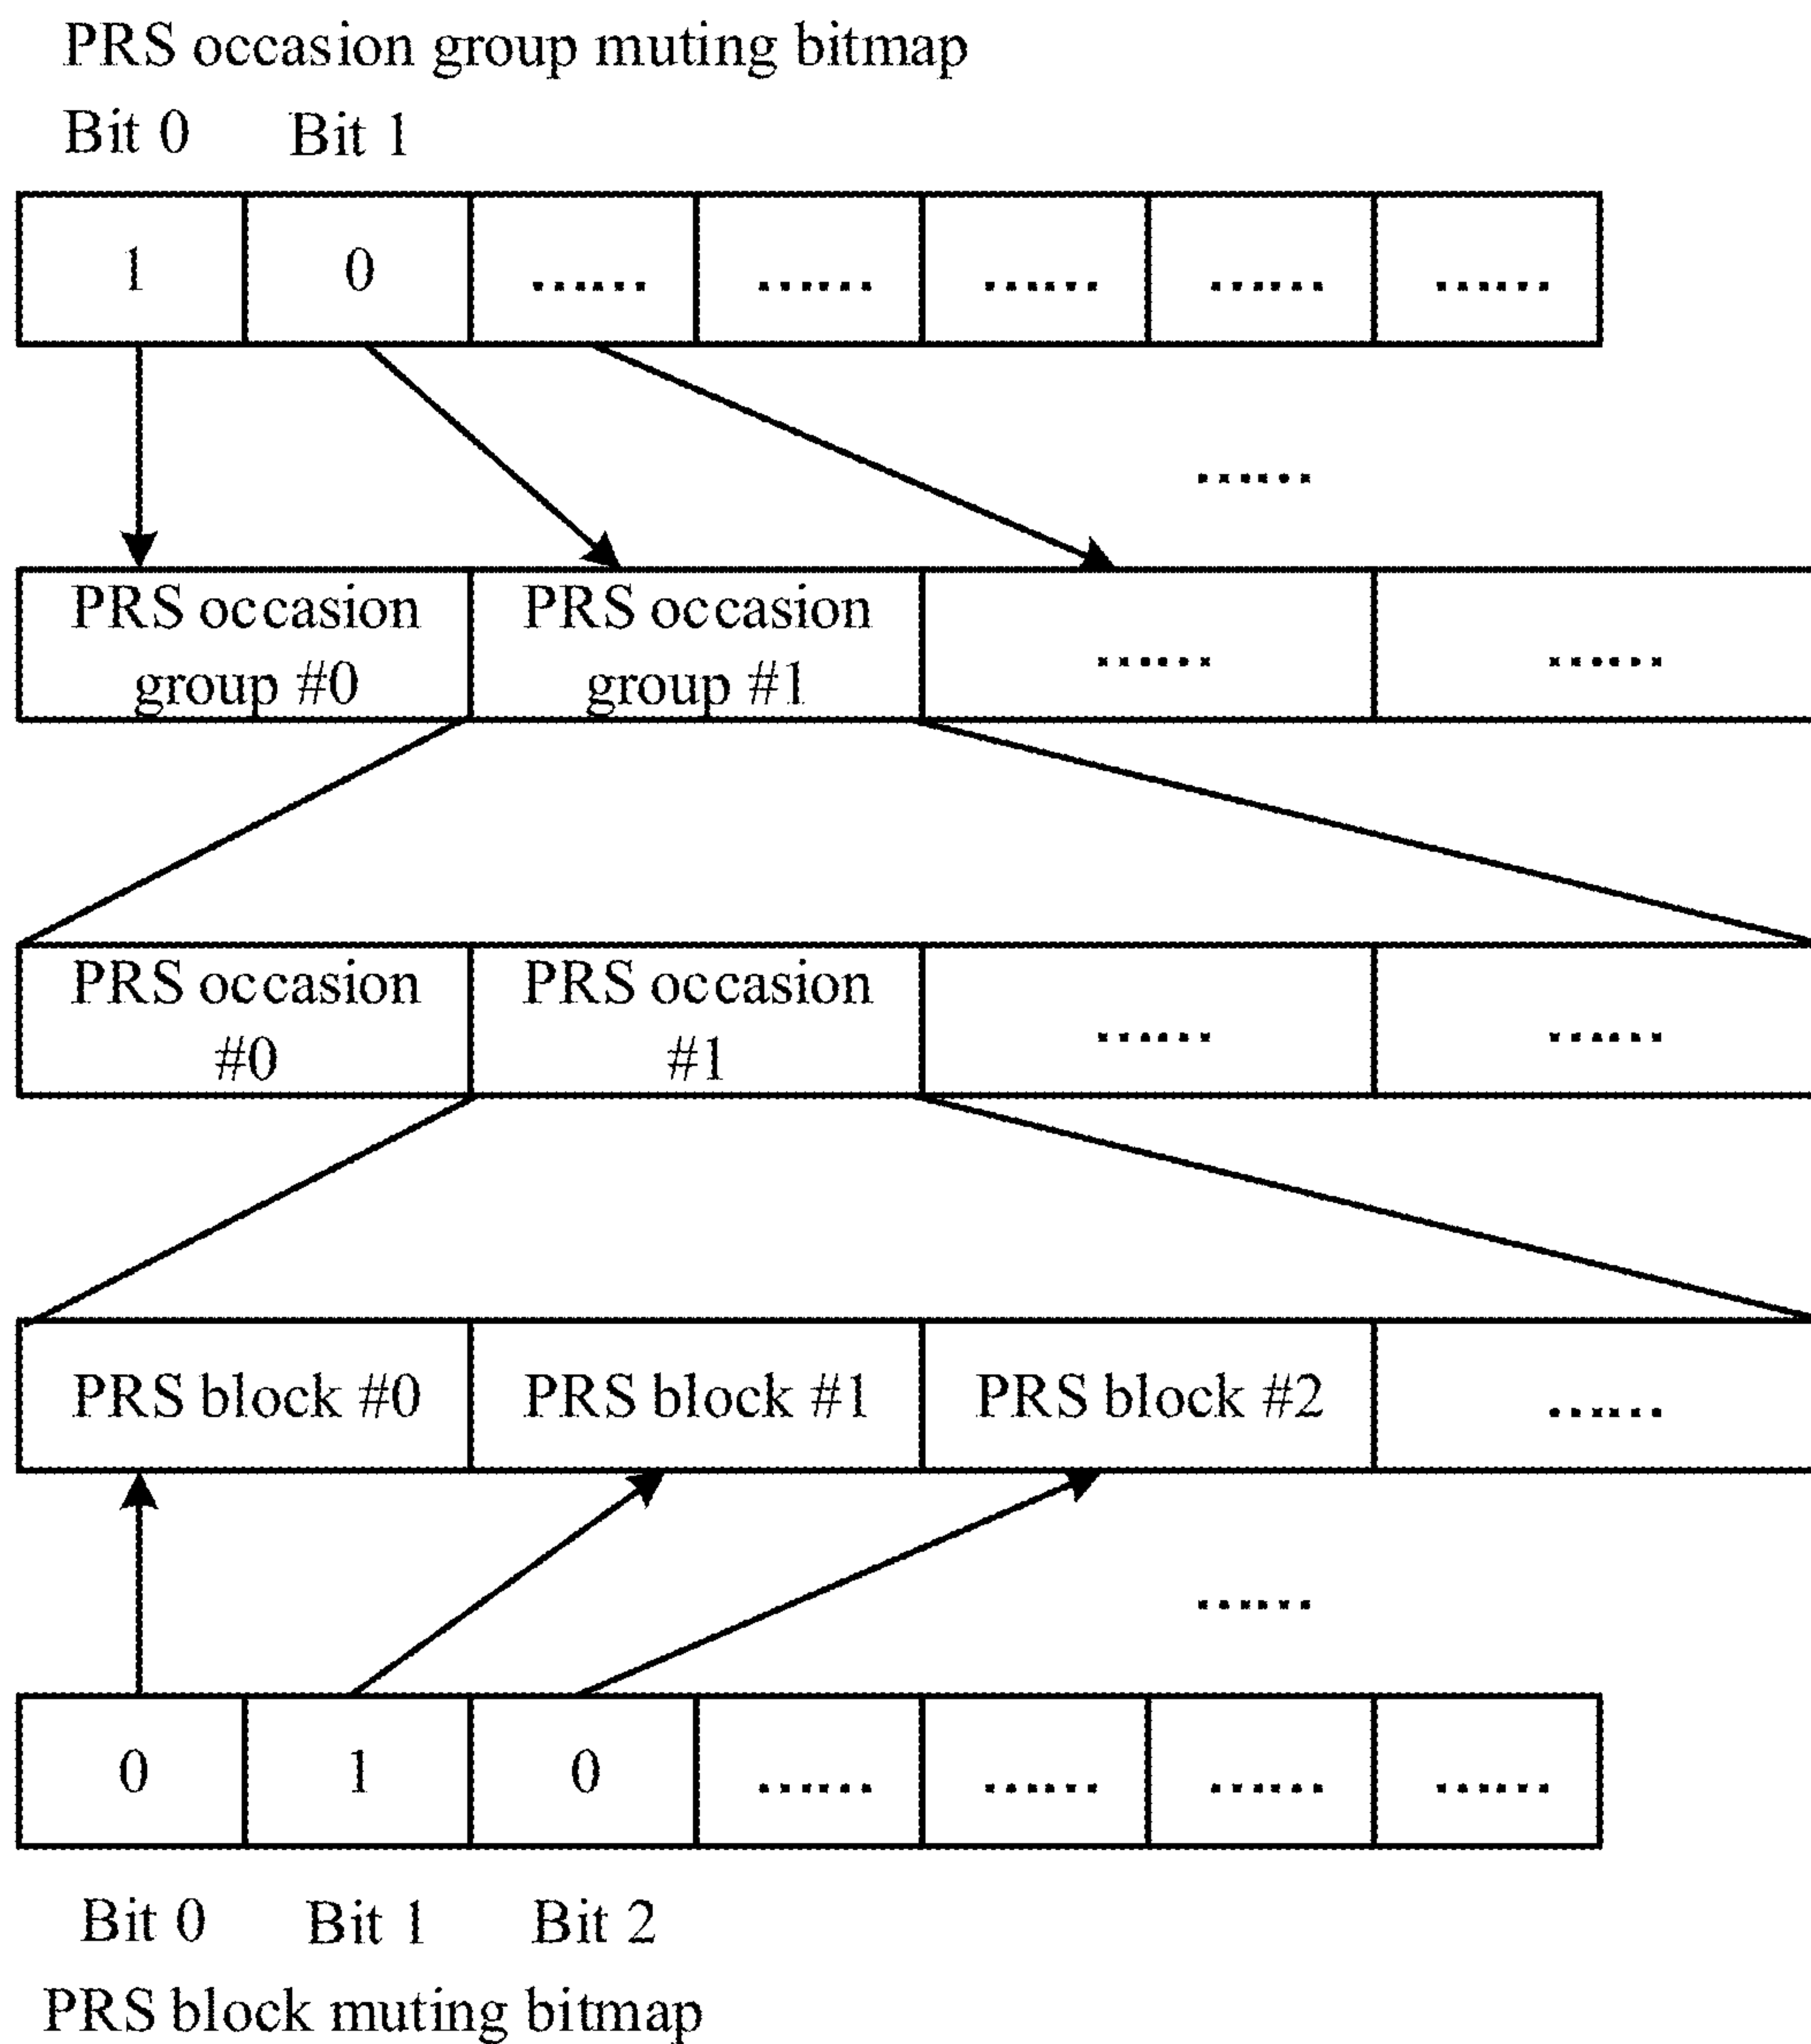 PRS occasion group muting bitmap
Bit 0 Bit 1
1 0 ...... ...... ...... ...... ......
......
PRS occasion group #0 PRS occasion group #1 ...... ......
PRS occasion #0 PRS occasion #1 ...... ......
PRS block #0 PRS block #1 PRS block #2 ......
......
0 1 0 ...... ...... ...... ......
Bit 0 Bit 1 Bit 2
PRS block muting bitmap